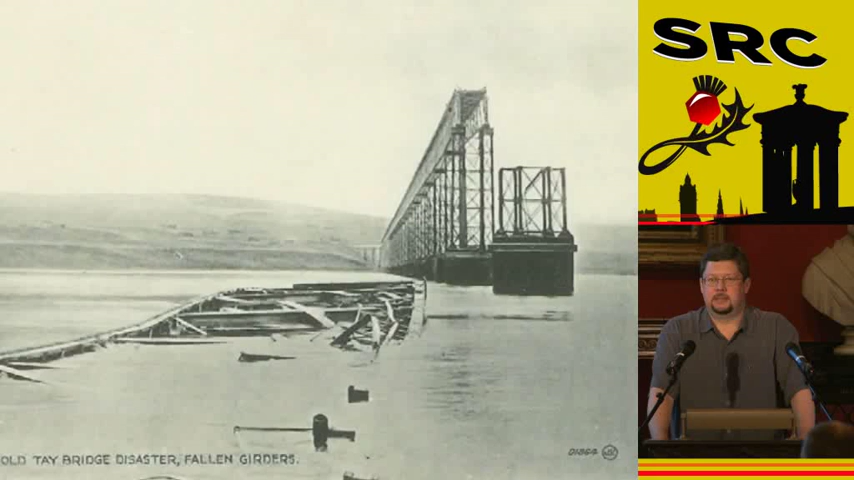 SRC
OLD TAY BRIDGE DISASTER, FALLEN GIRDERS.